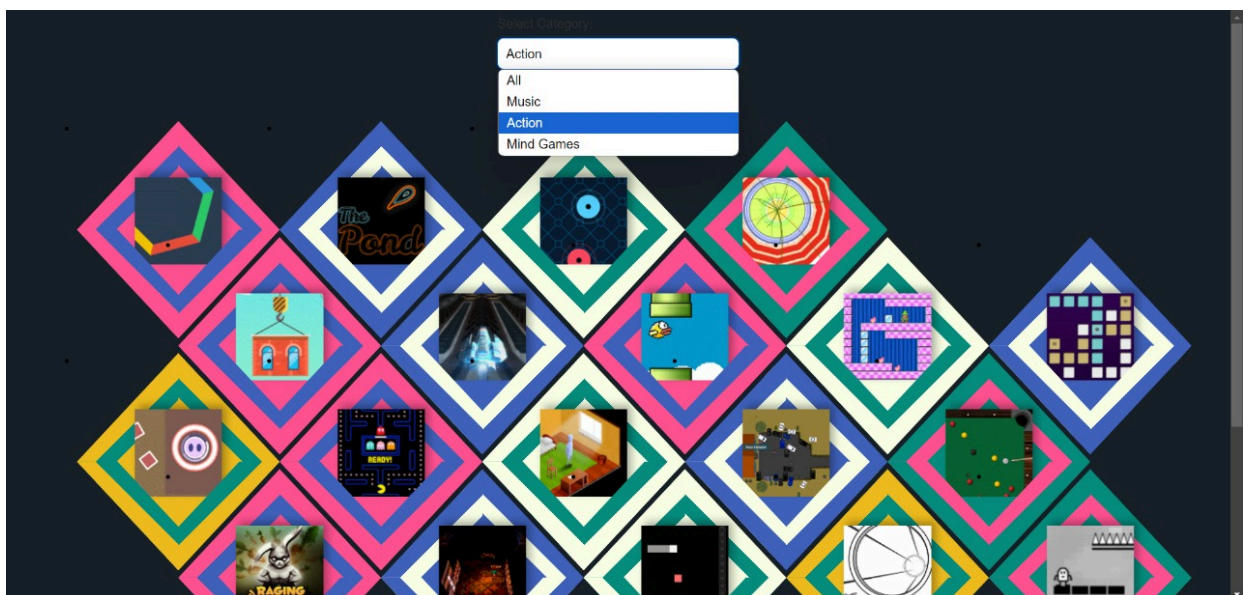 Select Category:
Action
All
Music
Action
Mind Games
The
Pond
READY!
RAGING